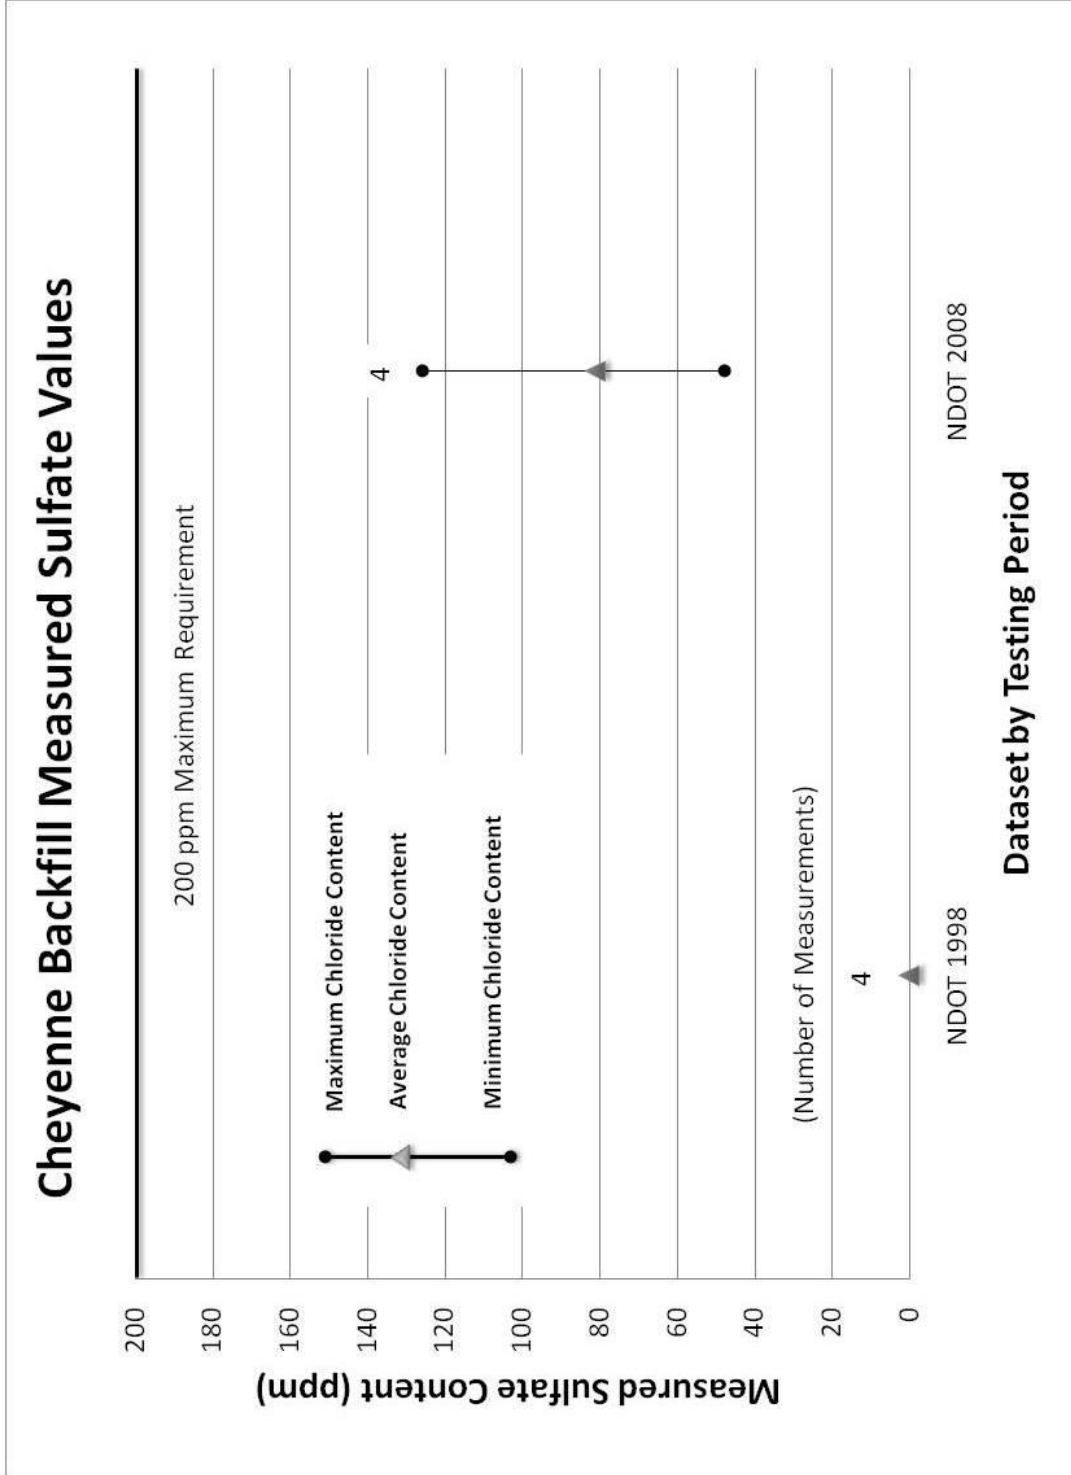 Cheyenne Backfill Measured Sulfate Values
200 ppm Maximum Requirement
Maximum Chloride Content
Average Chloride Content
Minimum Chloride Content
(Number of Measurements)
4
4
200
180
160
140
120
100
80
60
40
20
0
Measured Sulfate Content (ppm)
NDOT 1998
NDOT 2008
Dataset by Testing Period